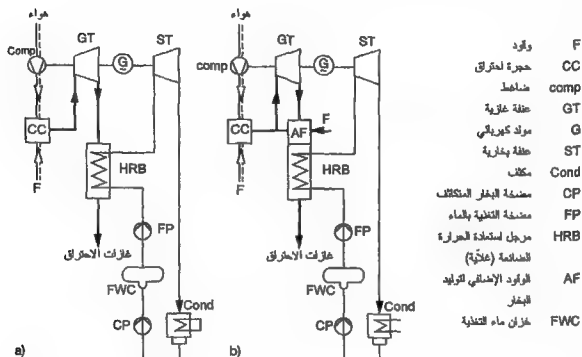 هواء
GT
ST
Comp
G
CC
F
HRB
FP
غازات الاحتراق
FWC
Cond
CP
a)
هواء
GT
ST
comp
G
F
CC
AF
F
HRB
FP
غازات الاحتراق
FWC
Cond
CP
b)
وقود F
حجرة احتراق CC
ضاغط comp
عنفة غازية GT
مولد كهربائي G
عنفة بخارية ST
مكثف Cond
مضخة البخار المتكاثف CP
مضخة التغذية بالماء FP
مرجل استعادة الحرارة HRB
الضائعة (غلاّية)
الوقود الإضافي لتوليد AF
البخار
خزان ماء التغذية FWC